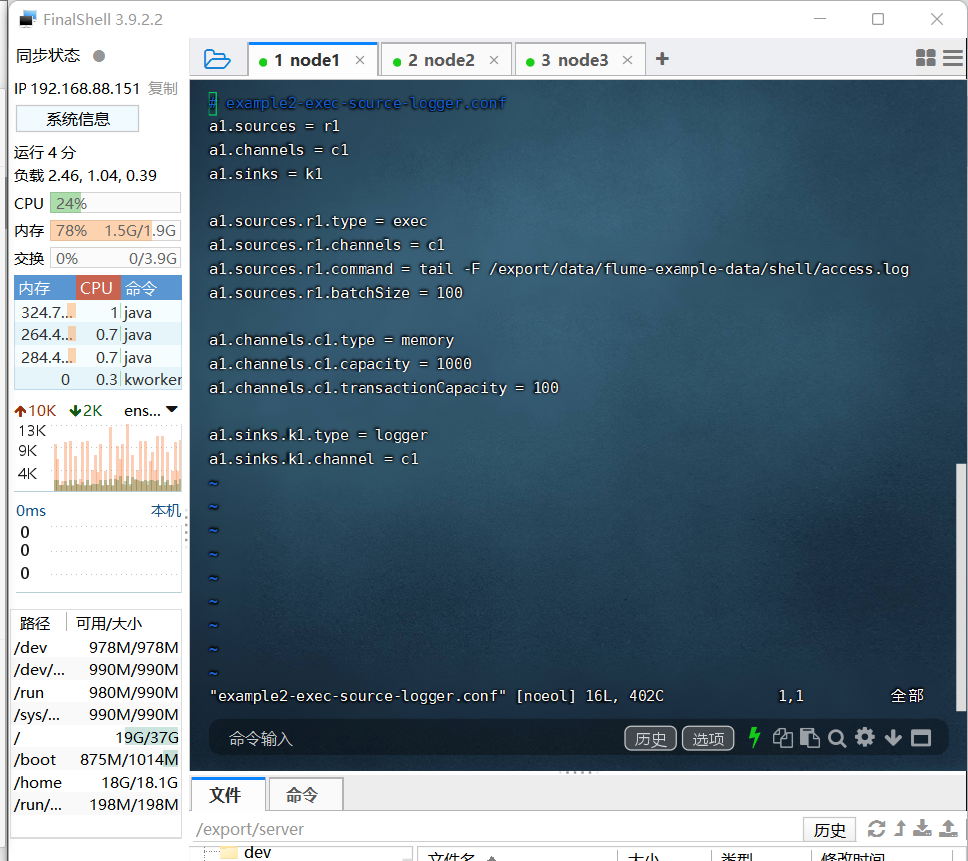 FinalShell 3.9.2.2
同步状态
IP 192.168.88.151 复制
系统信息
运行 4 分
负载 2.46, 1.04, 0.39
CPU 24%
内存 78% 1.5G/1.9G
交换 0% 0/3.9G
内存 CPU 命令
324.7... 1 java
264.4... 0.7 java
284.4... 0.7 java
0 0.3 kworker
10K 2K ens...
13K
9K
4K
0ms 本机
0
0
0
路径 可用/大小
/dev 978M/978M
/dev/... 990M/990M
/run 980M/990M
/sys/... 990M/990M
/ 19G/37G
/boot 875M/1014M
/home 18G/18.1G
/run/... 198M/198M
1 node1 × 2 node2 × 3 node3 × +
# example2-exec-source-logger.conf
a1.sources = r1
a1.channels = c1
a1.sinks = k1
a1.sources.r1.type = exec
a1.sources.r1.channels = c1
a1.sources.r1.command = tail -F /export/data/flume-example-data/shell/access.log
a1.sources.r1.batchSize = 100
a1.channels.c1.type = memory
a1.channels.c1.capacity = 1000
a1.channels.c1.transactionCapacity = 100
a1.sinks.k1.type = logger
a1.sinks.k1.channel = c1
~
~
~
~
~
~
~
~
~
"example2-exec-source-logger.conf" [noeol] 16L, 402C 1,1 全部
命令输入 历史 选项
文件 命令
/export/server 历史
dev 文件名 大小 类型 修改时间